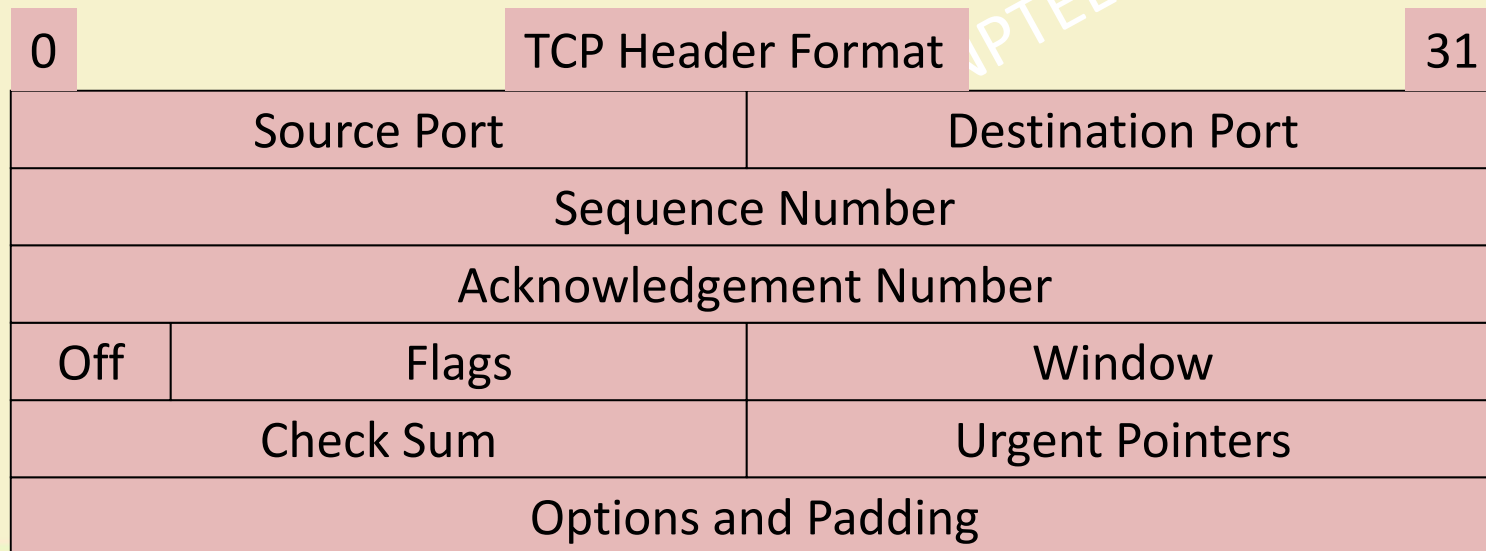 NPTEL
0 TCP Header Format 31
Source Port Destination Port
Sequence Number
Acknowledgement Number
Off Flags Window
Check Sum Urgent Pointers
Options and Padding